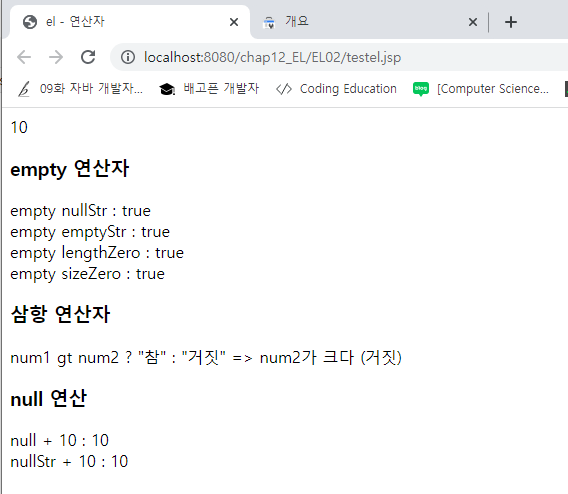 el - 연산자
개요
localhost:8080/chap12_EL/EL02/testel.jsp
09화 자바 개발자...
배고픈 개발자
Coding Education
blog
[Computer Science...
10
empty 연산자
empty nullStr : true
empty emptyStr : true
empty lengthZero : true
empty sizeZero : true
삼항 연산자
num1 gt num2 ? "참" : "거짓" => num2가 크다 (거짓)
null 연산
null + 10 : 10
nullStr + 10 : 10